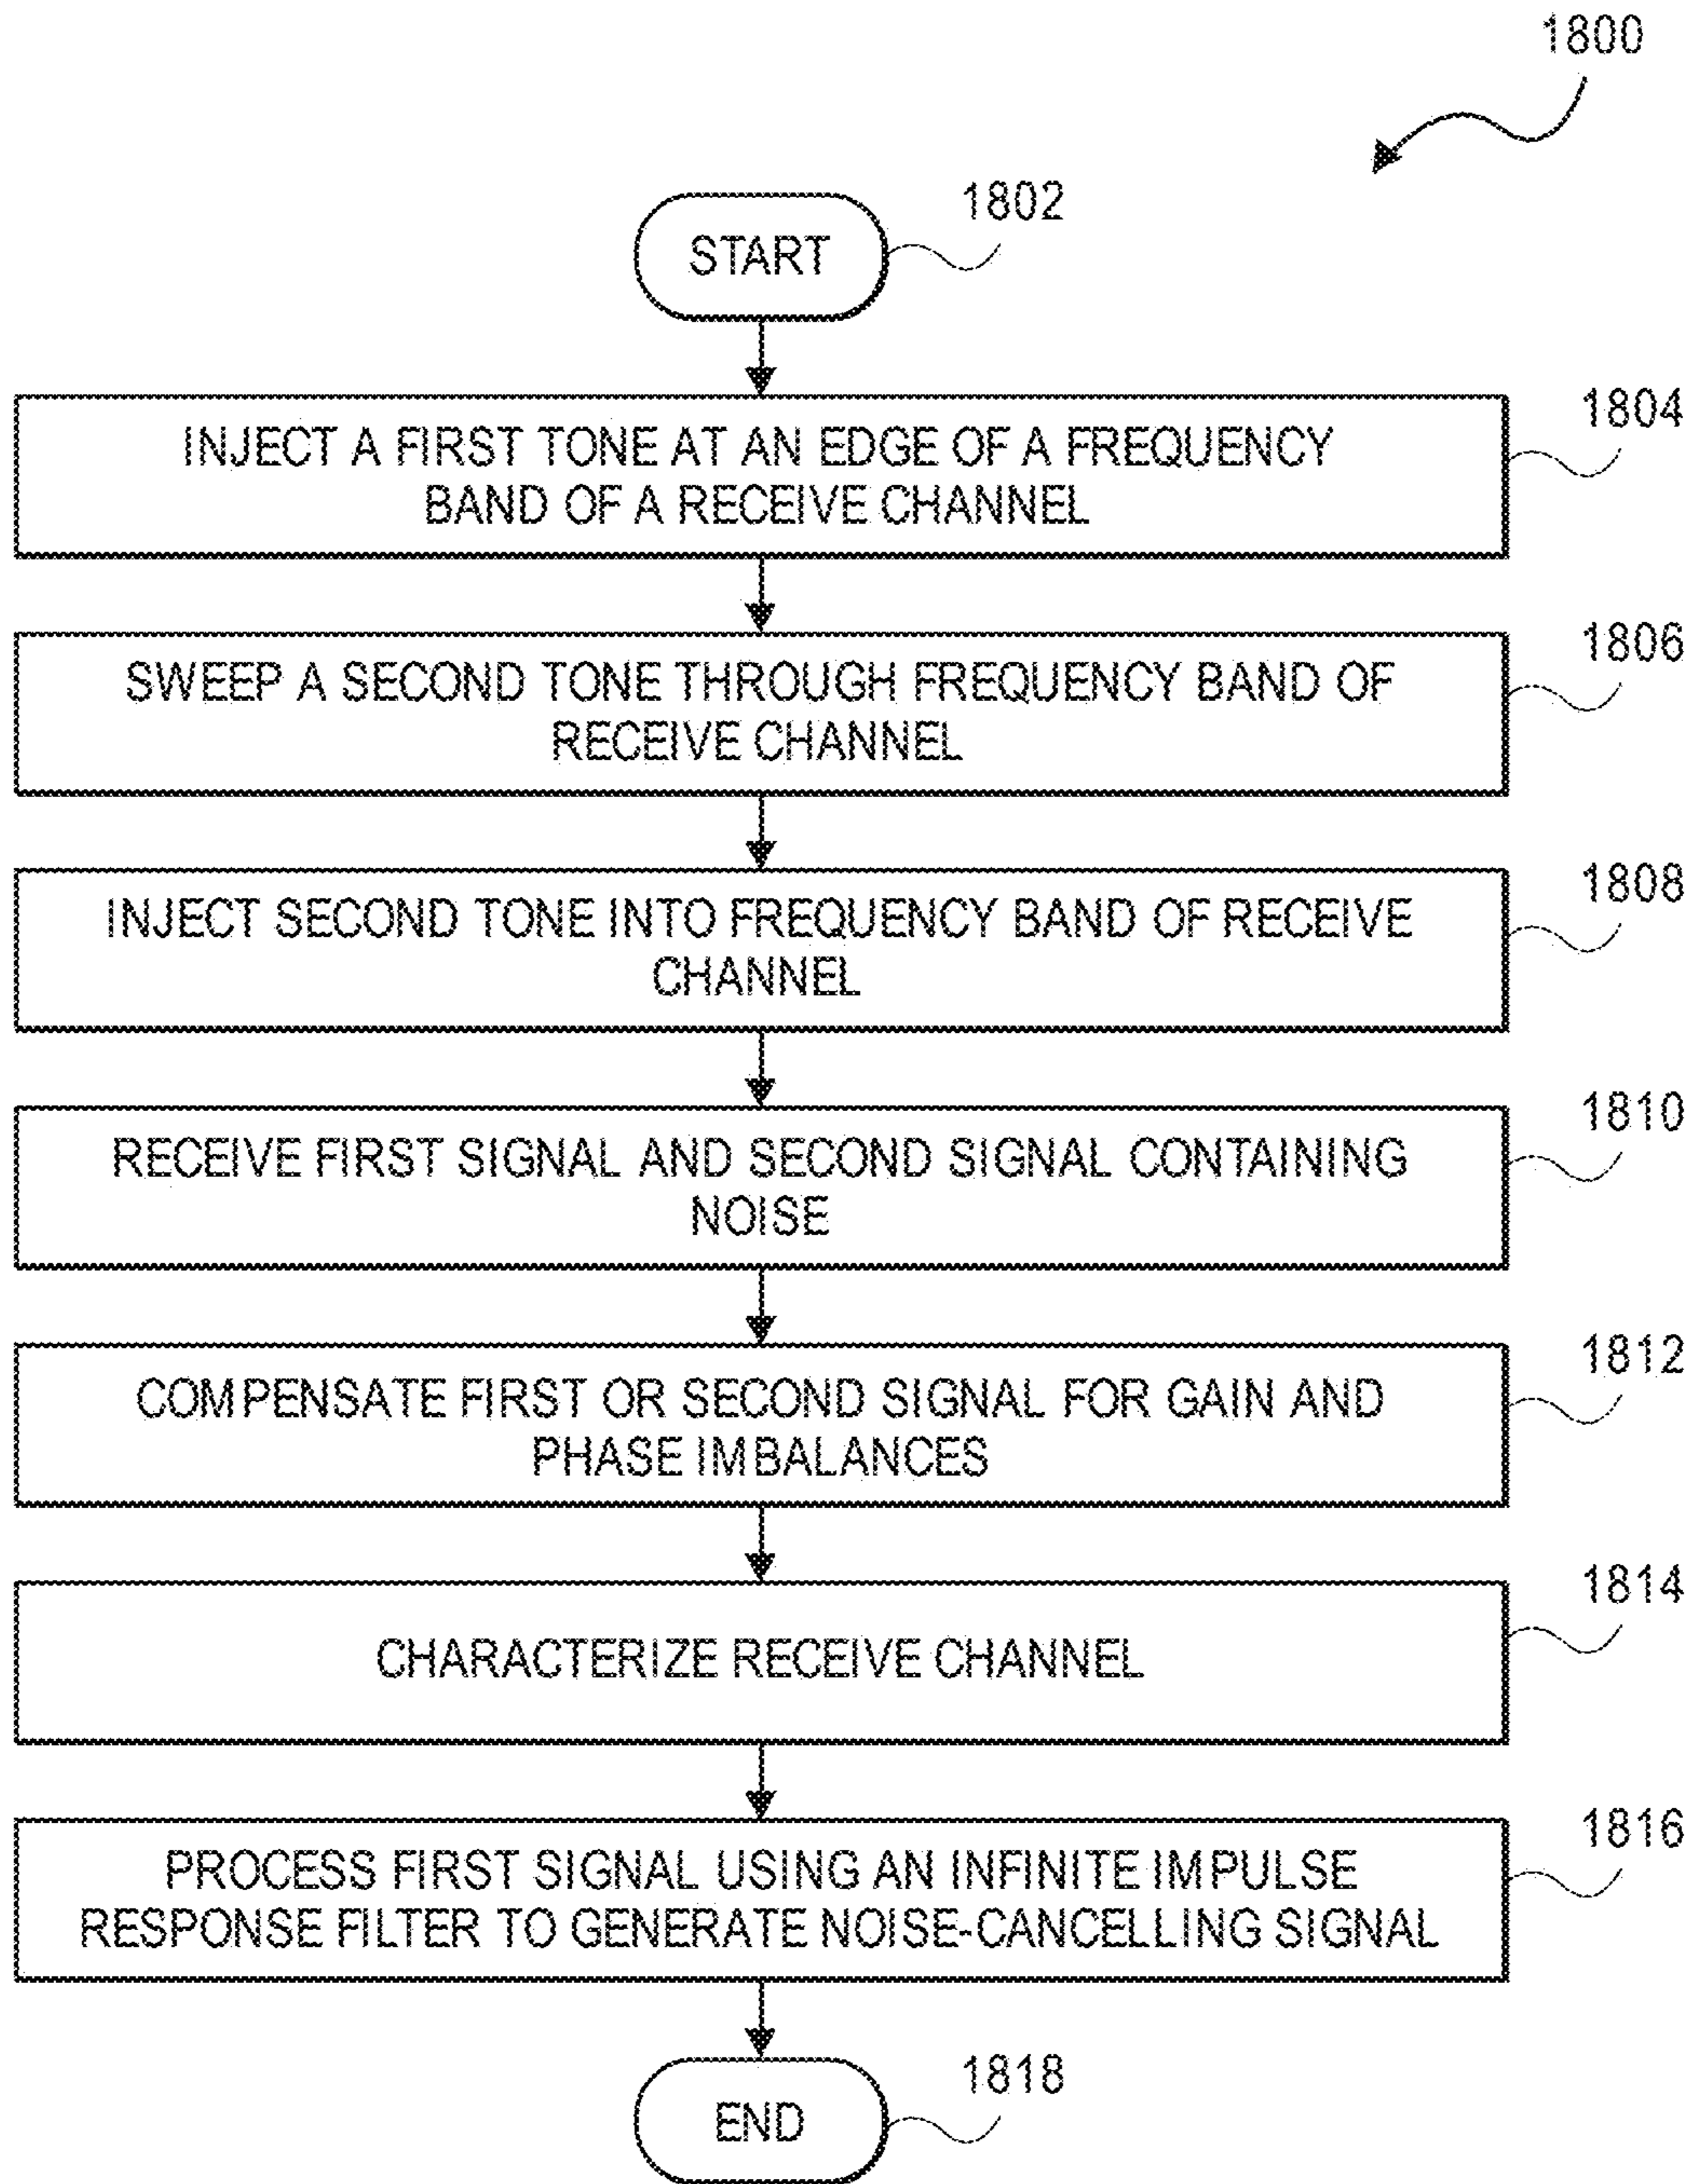 1800
START
1802
INJECT A FIRST TONE AT AN EDGE OF A FREQUENCY
BAND OF A RECEIVE CHANNEL
1804
SWEEP A SECOND TONE THROUGH FREQUENCY BAND OF
RECEIVE CHANNEL
1806
INJECT SECOND TONE INTO FREQUENCY BAND OF RECEIVE
CHANNEL
1808
RECEIVE FIRST SIGNAL AND SECOND SIGNAL CONTAINING
NOISE
1810
COMPENSATE FIRST OR SECOND SIGNAL FOR GAIN AND
PHASE IMBALANCES
1812
CHARACTERIZE RECEIVE CHANNEL
1814
PROCESS FIRST SIGNAL USING AN INFINITE IMPULSE
RESPONSE FILTER TO GENERATE NOISE-CANCELLING SIGNAL
1816
END
1818